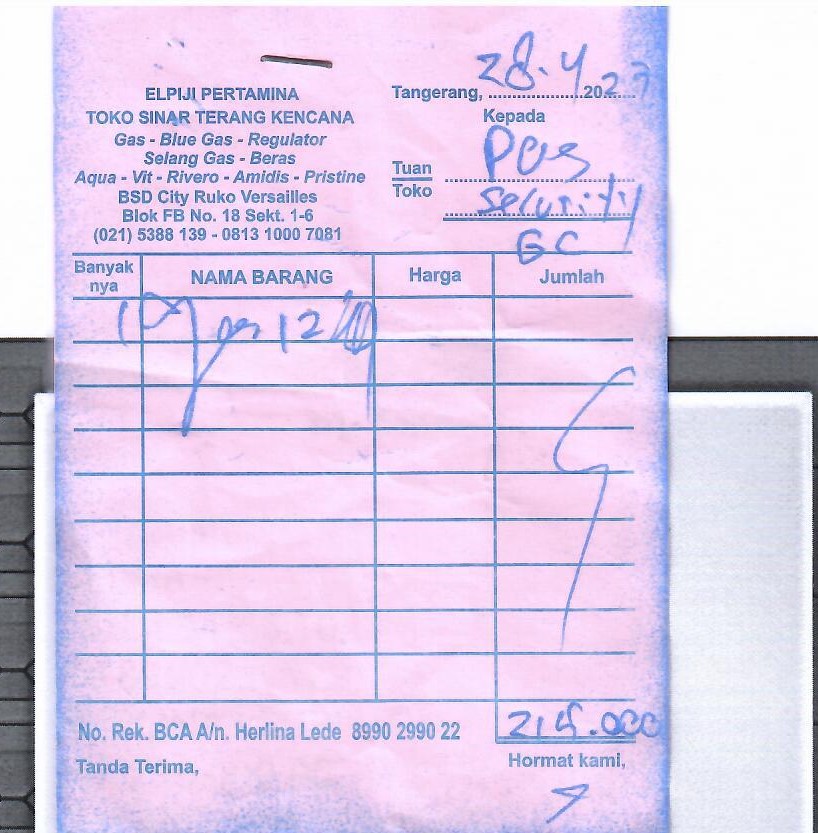 ELPIJI PERTAMINA
TOKO SINAR TERANG KENCANA
Gas - Blue Gas - Regulator
Selang Gas - Beras
Aqua - Vit - Rivero - Amidis - Pristine
BSD City Ruko Versailles
Blok FB No. 18 Sekt. 1-6
(021) 5388 139 - 0813 1000 7081
Tangerang, 28.4 2023
Kepada
Tuan Pos
Toko Security
GC
Banyak nya NAMA BARANG Harga Jumlah
1 gas 12
No. Rek. BCA A/n. Herlina Lede 8990 2990 22
215.000
Tanda Terima,
Hormat kami,